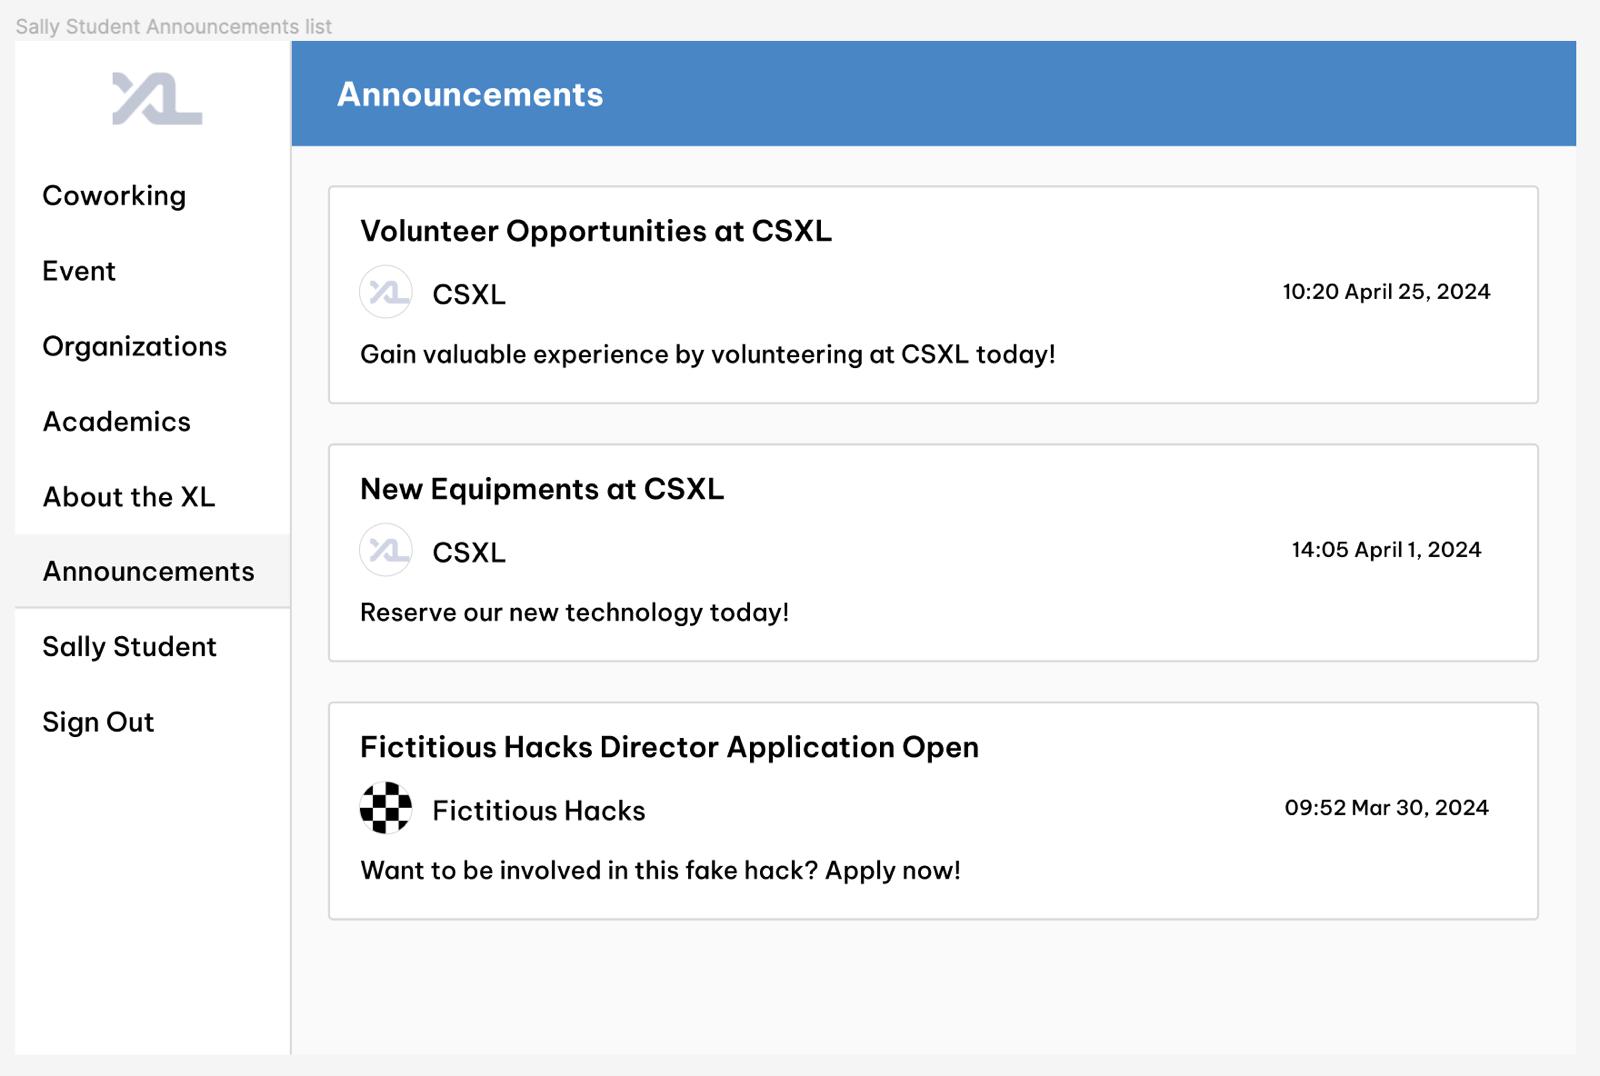 Sally Student Announcements list
XL
Announcements
Coworking
Event
Organizations
Academics
About the XL
Announcements
Sally Student
Sign Out
Volunteer Opportunities at CSXL
XL
CSXL
10:20 April 25, 2024
Gain valuable experience by volunteering at CSXL today!
New Equipments at CSXL
XL
CSXL
14:05 April 1, 2024
Reserve our new technology today!
Fictitious Hacks Director Application Open
Fictitious Hacks
09:52 Mar 30, 2024
Want to be involved in this fake hack? Apply now!